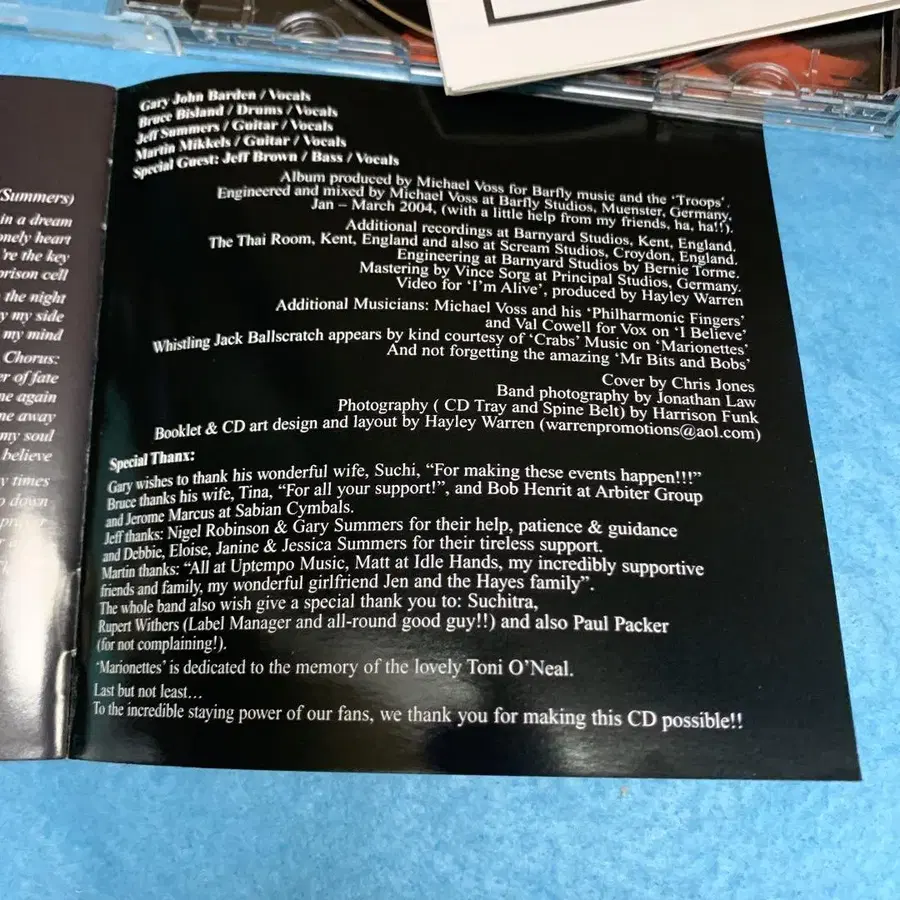 (Summers)
in a dream
onely heart
're the key
prison cell
the night
y my side
my mind
Chorus:
er of fate
ne again
ne away
my soul
believe
y times
down
Gary John Barden / Vocals
Bruce Bisland / Drums / Vocals
Jeff Summers / Guitar / Vocals
Martin Mikkels / Guitar / Vocals
Special Guest: Jeff Brown / Bass / Vocals
Album produced by Michael Voss for Barfly music and the 'Troops'.
Engineered and mixed by Michael Voss at Barfly Studios, Muenster, Germany,
Jan – March 2004, (with a little help from my friends, ha, ha!!).
Additional recordings at Barnyard Studios, Kent, England.
The Thai Room, Kent, England and also at Scream Studios, Croydon, England.
Engineering at Barnyard Studios by Bernie Torme.
Mastering by Vince Sorg at Principal Studios, Germany.
Video for 'I'm Alive', produced by Hayley Warren
Additional Musicians: Michael Voss and his 'Philharmonic Fingers'
and Val Cowell for Vox on 'I Believe'
Whistling Jack Ballscratch appears by kind courtesy of 'Crabs' Music on 'Marionettes'
And not forgetting the amazing 'Mr Bits and Bobs'
Cover by Chris Jones
Band photography by Jonathan Law
Photography ( CD Tray and Spine Belt) by Harrison Funk
Booklet & CD art design and layout by Hayley Warren (warrenpromotions@aol.com)
Special Thanx:
Gary wishes to thank his wonderful wife, Suchi, "For making these events happen!!!"
Bruce thanks his wife, Tina, "For all your support!", and Bob Henrit at Arbiter Group
and Jerome Marcus at Sabian Cymbals.
Jeff thanks: Nigel Robinson & Gary Summers for their help, patience & guidance
and Debbie, Eloise, Janine & Jessica Summers for their tireless support.
Martin thanks: "All at Uptempo Music, Matt at Idle Hands, my incredibly supportive
friends and family, my wonderful girlfriend Jen and the Hayes family".
The whole band also wish give a special thank you to: Suchitra,
Rupert Withers (Label Manager and all-round good guy!!) and also Paul Packer
(for not complaining!).
'Marionettes' is dedicated to the memory of the lovely Toni O'Neal.
Last but not least...
To the incredible staying power of our fans, we thank you for making this CD possible!!